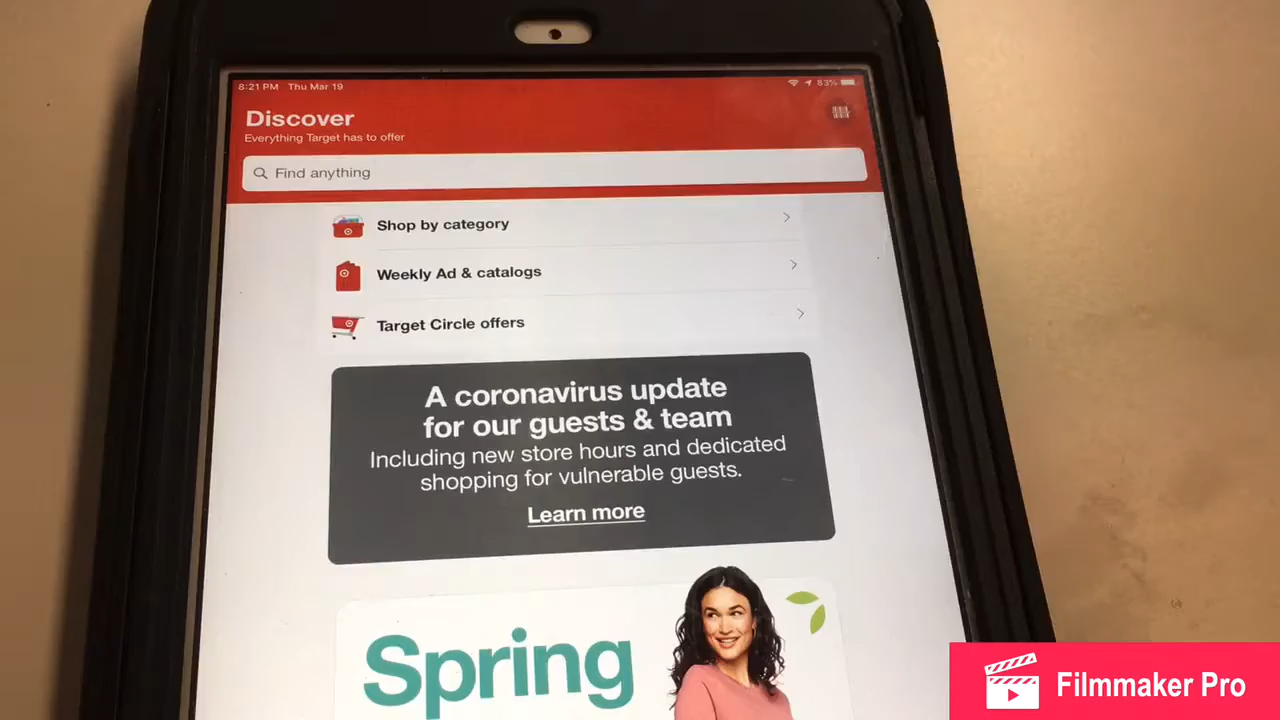 8:21 PM Thu Mar 19
83%
Discover
Everything Target has to offer
Find anything
Shop by category
Weekly Ad & catalogs
Target Circle offers
A coronavirus update
for our guests & team
Including new store hours and dedicated
shopping for vulnerable guests.
Learn more
Spring
Filmmaker Pro